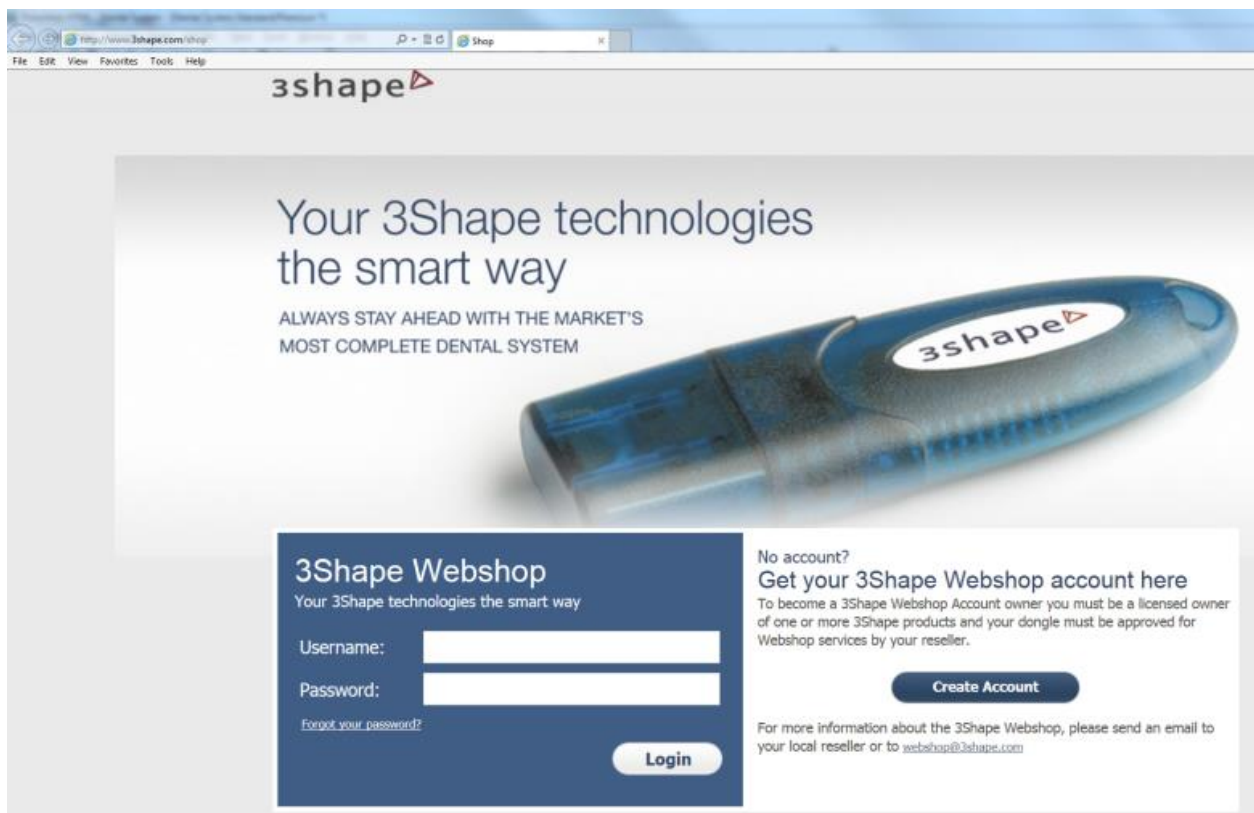 http://www.3shape.com/shop
Shop
File Edit View Favorites Tools Help
3shape
Your 3Shape technologies
the smart way
ALWAYS STAY AHEAD WITH THE MARKET'S
MOST COMPLETE DENTAL SYSTEM
3shape
3Shape Webshop
Your 3Shape technologies the smart way
Username:
Password:
Forgot your password?
Login
No account?
Get your 3Shape Webshop account here
To become a 3Shape Webshop Account owner you must be a licensed owner
of one or more 3Shape products and your dongle must be approved for
Webshop services by your reseller.
Create Account
For more information about the 3Shape Webshop, please send an email to
your local reseller or to webshop@3shape.com